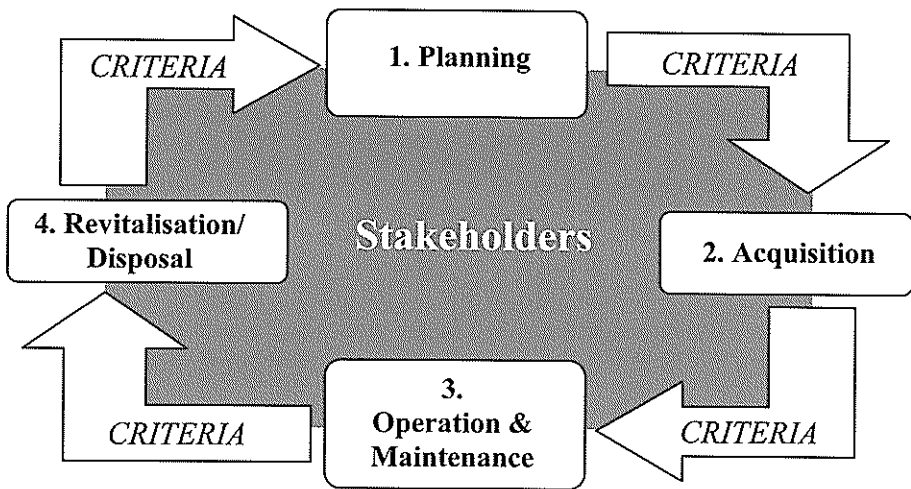 CRITERIA
1. Planning
CRITERIA
4. Revitalisation/
Disposal
Stakeholders
2. Acquisition
3.
Operation &
Maintenance
CRITERIA
CRITERIA